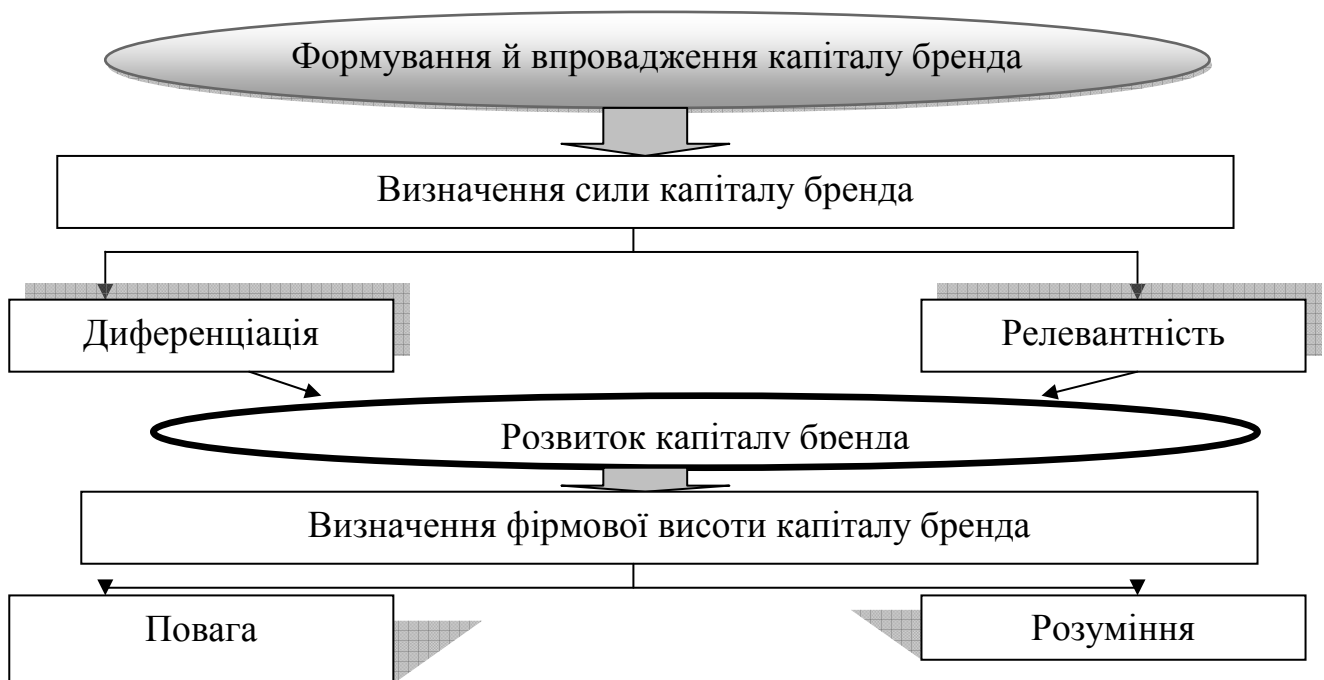 Формування й впровадження капіталу бренда
Визначення сили капіталу бренда
Диференціація
Релевантність
Розвиток капіталу бренда
Визначення фірмової висоти капіталу бренда
Повага
Розуміння